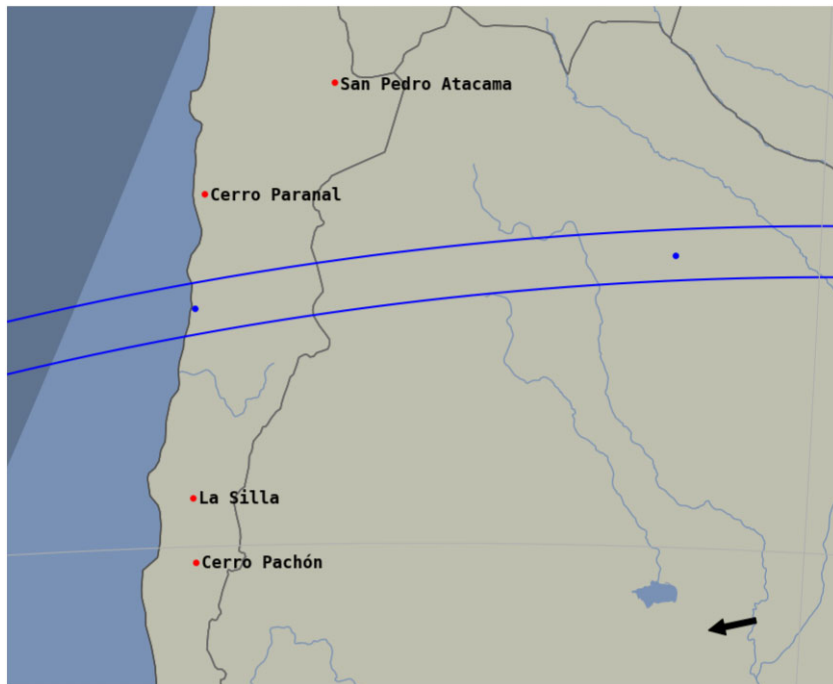 San Pedro Atacama
Cerro Paranal
La Silla
Cerro Pachón